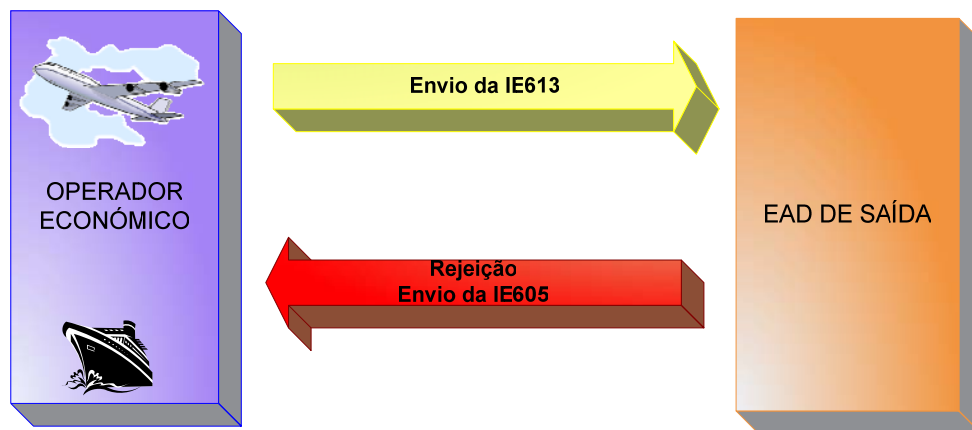 OPERADOR
ECONÓMICO
Envio da IE613
Rejeição
Envio da IE605
EAD DE SAÍDA